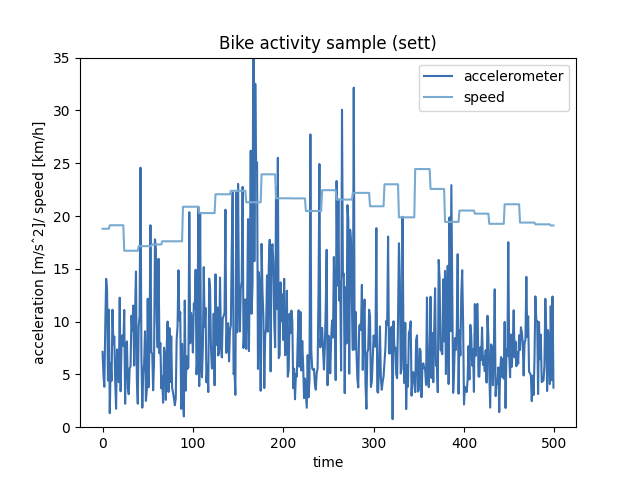 Bike activity sample (sett)
accelerometer
speed
acceleration [m/s^2]/ speed [km/h]
35
30
25
20
15
10
5
0
0 100 200 300 400 500
time